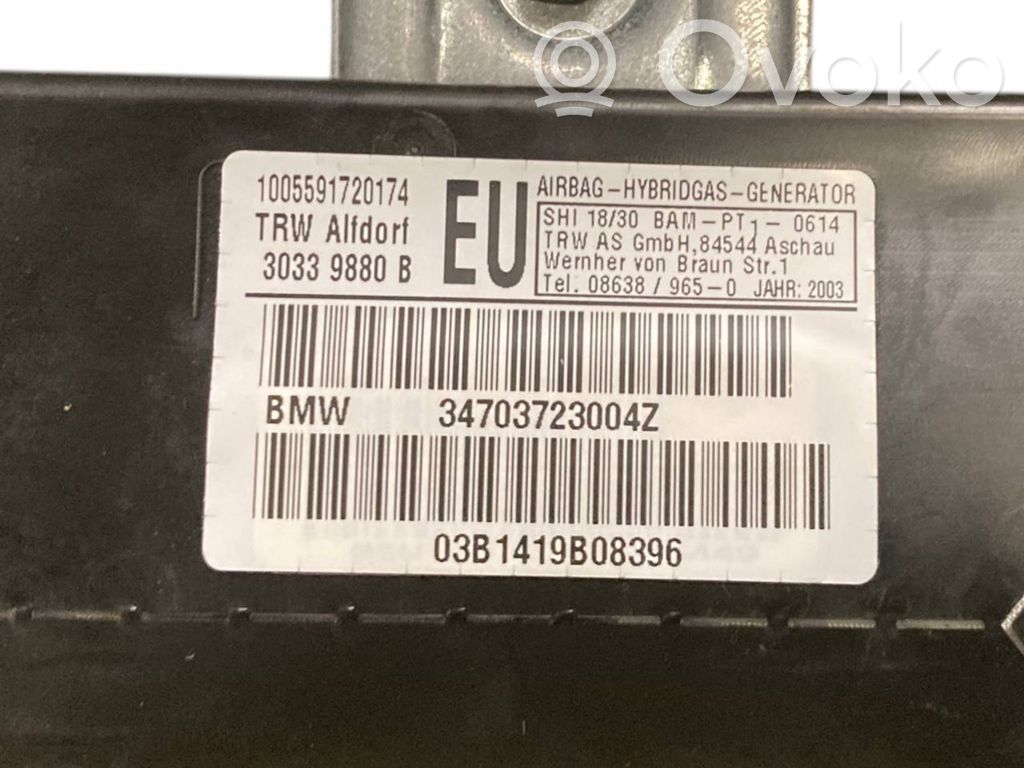 Ovoko
1005591720174
TRW Alfdorf
3033 9880 B
EU
AIRBAG-HYBRIDGAS-GENERATOR
SHI 18/30 BAM-PT1- 0614
TRW AS GmbH,84544 Aschau
Wernher von Braun Str.1
Tel. 08638 / 965-0 JAHR: 2003
BMW 34703723004Z
03B1419B08396